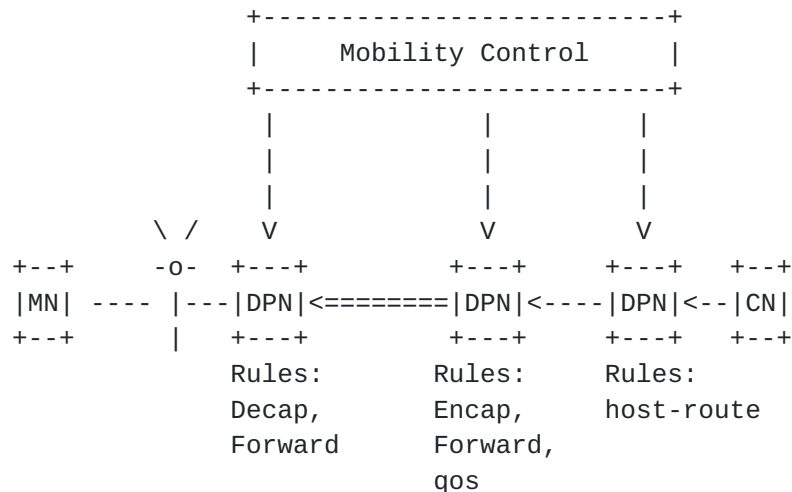 +---------------------------+
|     Mobility Control     |
+--------------------------+
|             |         |
|             |         |
|             |         |
\ /    V             V         V
+--+     -o-  +---+         +---+     +---+   +--+
|MN| ---- |---|DPN|<========|DPN|<----|DPN|<--|CN|
+--+      |   +---+         +---+     +---+   +--+
Rules:       Rules:     Rules:
Decap,       Encap,     host-route
Forward      Forward,
qos